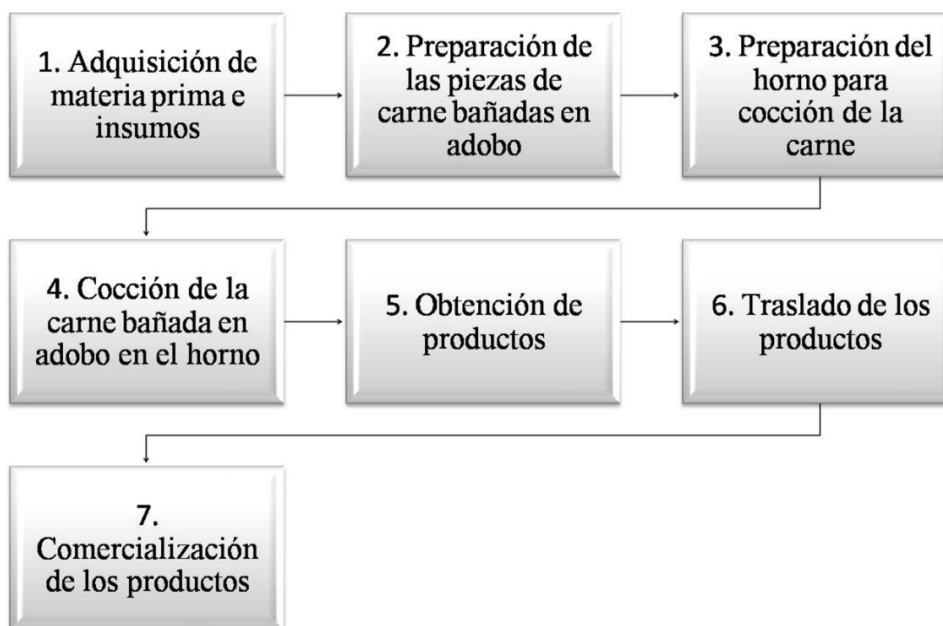 1. Adquisición de
materia prima e
insumos
2. Preparación de
las piezas de
carne bañadas en
adobo
3. Preparación del
horno para
cocción de la
carne
4. Cocción de la
carne bañada en
adobo en el horno
5. Obtención de
productos
6. Traslado de los
productos
7.
Comercialización
de los productos